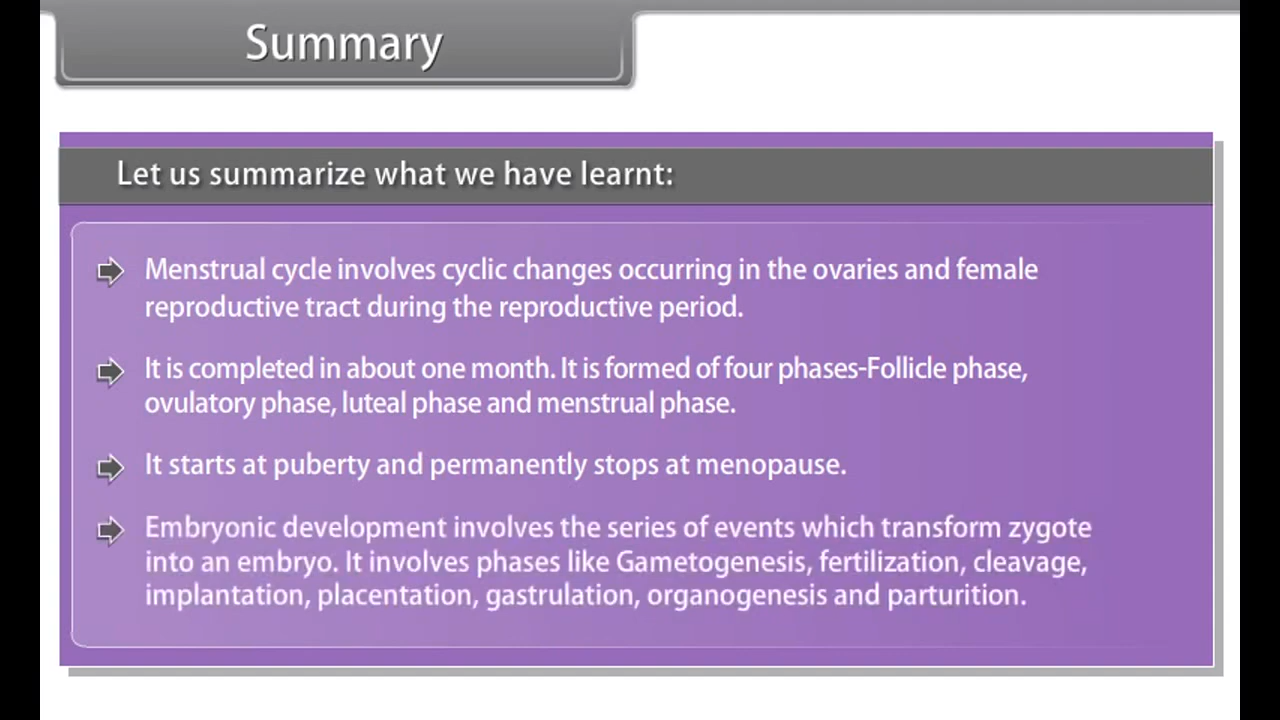 Summary
Let us summarize what we have learnt:
Menstrual cycle involves cyclic changes occurring in the ovaries and female
reproductive tract during the reproductive period.
It is completed in about one month. It is formed of four phases-Follicle phase,
ovulatory phase, luteal phase and menstrual phase.
It starts at puberty and permanently stops at menopause.
Embryonic development involves the series of events which transform zygote
into an embryo. It involves phases like Gametogenesis, fertilization, cleavage,
implantation, placentation, gastrulation, organogenesis and parturition.